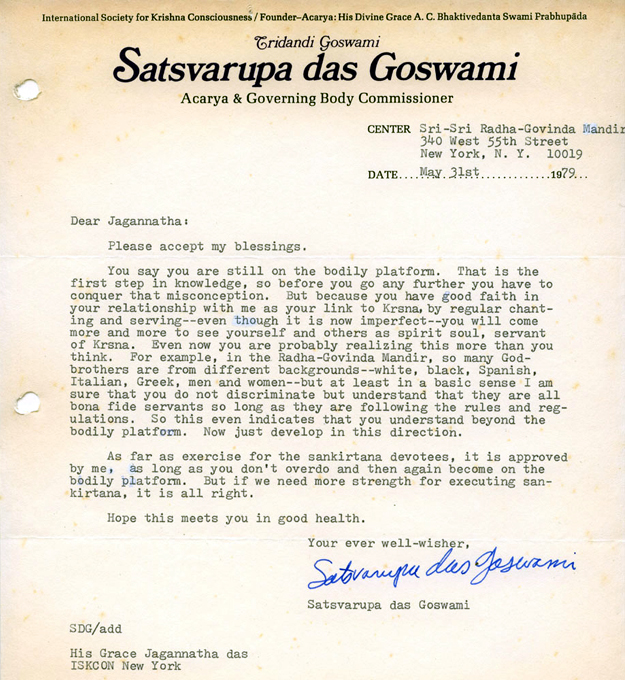 International Society for Krishna Consciousness / Founder–Acarya: His Divine Grace A. C. Bhaktivedanta Swami Prabhupāda
Tridandi Goswami
Satsvarupa das Goswami
Acarya & Governing Body Commissioner
CENTER Sri-Sri Radha-Govinda Mandir
340 West 55th Street
New York, N. Y. 10019
DATE....May 31st......................1979...
Dear Jagannatha:
Please accept my blessings.
You say you are still on the bodily platform. That is the
first step in knowledge, so before you go any further you have to
conquer that misconception. But because you have good faith in
your relationship with me as your link to Krsna, by regular chant-
ing and serving--even though it is now imperfect--you will come
more and more to see yourself and others as spirit soul, servant
of Krsna. Even now you are probably realizing this more than you
think. For example, in the Radha-Govinda Mandir, so many God-
brothers are from different backgrounds--white, black, Spanish,
Italian, Greek, men and women--but at least in a basic sense I am
sure that you do not discriminate but understand that they are all
bona fide servants so long as they are following the rules and reg-
ulations. So this even indicates that you understand beyond the
bodily platform. Now just develop in this direction.
As far as exercise for the sankirtana devotees, it is approved
by me, as long as you don't overdo and then again become on the
bodily platform. But if we need more strength for executing san-
kirtana, it is all right.
Hope this meets you in good health.
Your ever well-wisher,
Satsvarupa das Goswami
Satsvarupa das Goswami
SDG/add
His Grace Jagannatha das
ISKCON New York